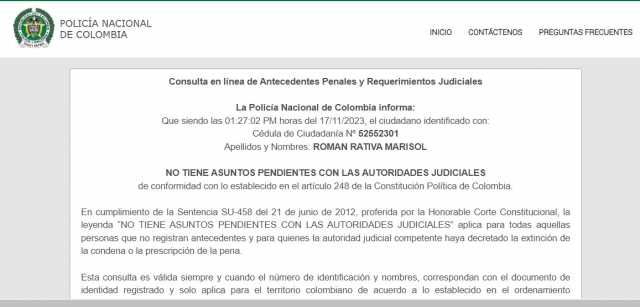 POLICÍA NACIONAL
DE COLOMBIA
INICIO CONTÁCTENOS PREGUNTAS FRECUENTES
Consulta en línea de Antecedentes Penales y Requerimientos Judiciales
La Policía Nacional de Colombia informa:
Que siendo las 01:27:02 PM horas del 17/11/2023, el ciudadano identificado con:
Cédula de Ciudadanía Nº 52552301
Apellidos y Nombres: ROMAN RATIVA MARISOL
NO TIENE ASUNTOS PENDIENTES CON LAS AUTORIDADES JUDICIALES
de conformidad con lo establecido en el artículo 248 de la Constitución Política de Colombia.
En cumplimiento de la Sentencia SU-458 del 21 de junio de 2012, proferida por la Honorable Corte Constitucional, la
leyenda "NO TIENE ASUNTOS PENDIENTES CON LAS AUTORIDADES JUDICIALES" aplica para todas aquellas
personas que no registran antecedentes y para quienes la autoridad judicial competente haya decretado la extinción de
la condena o la prescripción de la pena.
Esta consulta es válida siempre y cuando el número de identificación y nombres, correspondan con el documento de
identidad registrado y solo aplica para el territorio colombiano de acuerdo a lo establecido en el ordenamiento